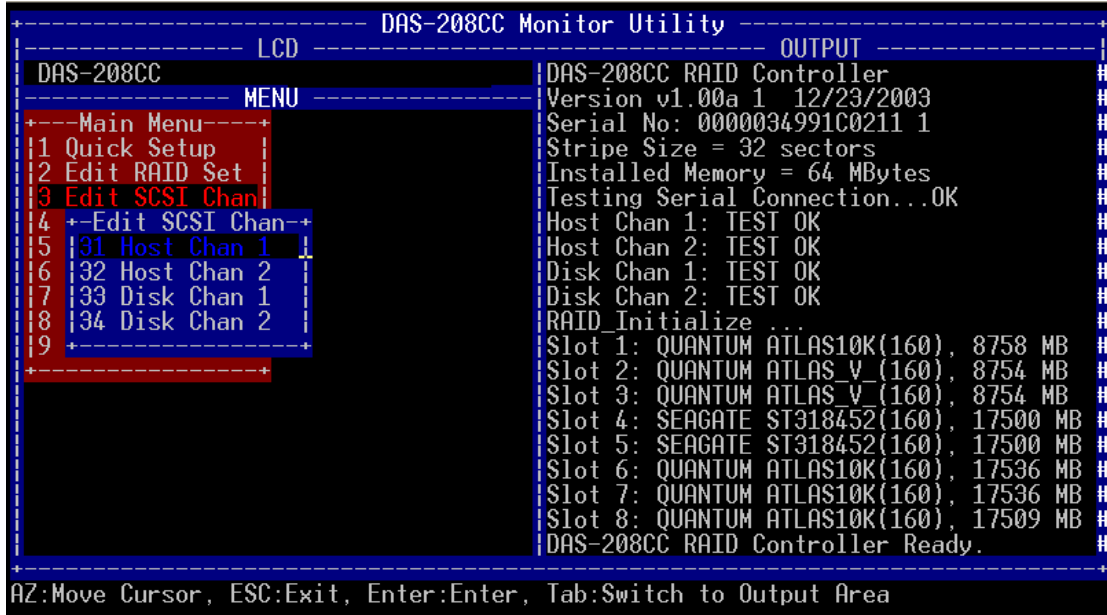 DAS-208CC Monitor Utility
LCD
DAS-208CC
MENU
Main Menu
1 Quick Setup
2 Edit RAID Set
3 Edit SCSI Chan
4
5
6
7
8
9
Edit SCSI Chan
31 Host Chan 1
32 Host Chan 2
33 Disk Chan 1
34 Disk Chan 2
OUTPUT
DAS-208CC RAID Controller
Version v1.00a 1 12/23/2003
Serial No: 0000034991C0211 1
Stripe Size = 32 sectors
Installed Memory = 64 MBytes
Testing Serial Connection...OK
Host Chan 1: TEST OK
Host Chan 2: TEST OK
Disk Chan 1: TEST OK
Disk Chan 2: TEST OK
RAID_Initialize ...
Slot 1: QUANTUM ATLAS10K(160), 8758 MB
Slot 2: QUANTUM ATLAS_V_(160), 8754 MB
Slot 3: QUANTUM ATLAS_V_(160), 8754 MB
Slot 4: SEAGATE ST318452(160), 17500 MB
Slot 5: SEAGATE ST318452(160), 17500 MB
Slot 6: QUANTUM ATLAS10K(160), 17536 MB
Slot 7: QUANTUM ATLAS10K(160), 17536 MB
Slot 8: QUANTUM ATLAS10K(160), 17509 MB
DAS-208CC RAID Controller Ready.
AZ:Move Cursor, ESC:Exit, Enter:Enter, Tab:Switch to Output Area